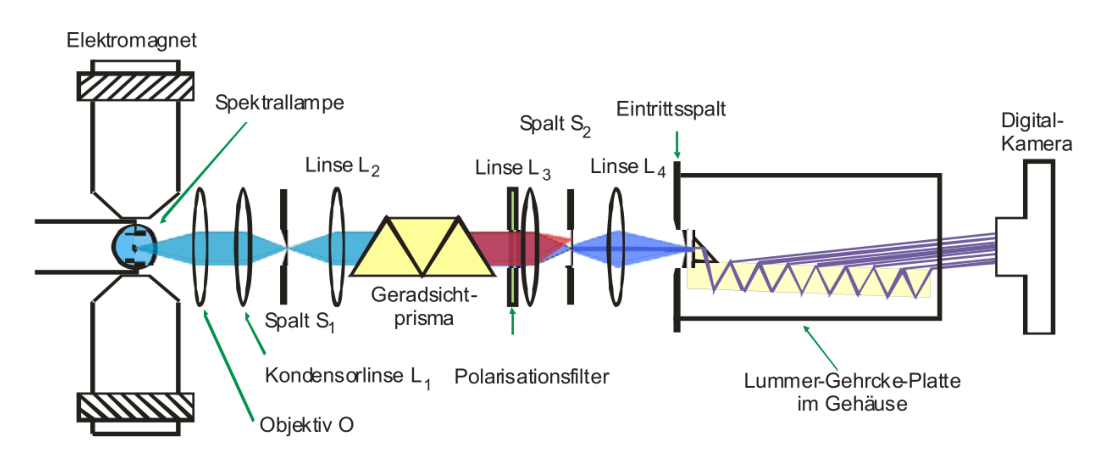 Elektromagnet
Spektrallampe
Linse L2
Spalt S2
Linse L3
Eintrittsspalt
Linse L4
Digital-
Kamera
Spalt S1
Geradsicht-
prisma
Kondensorlinse L1
Objektiv O
Polarisationsfilter
Lummer-Gehrcke-Platte
im Gehäuse